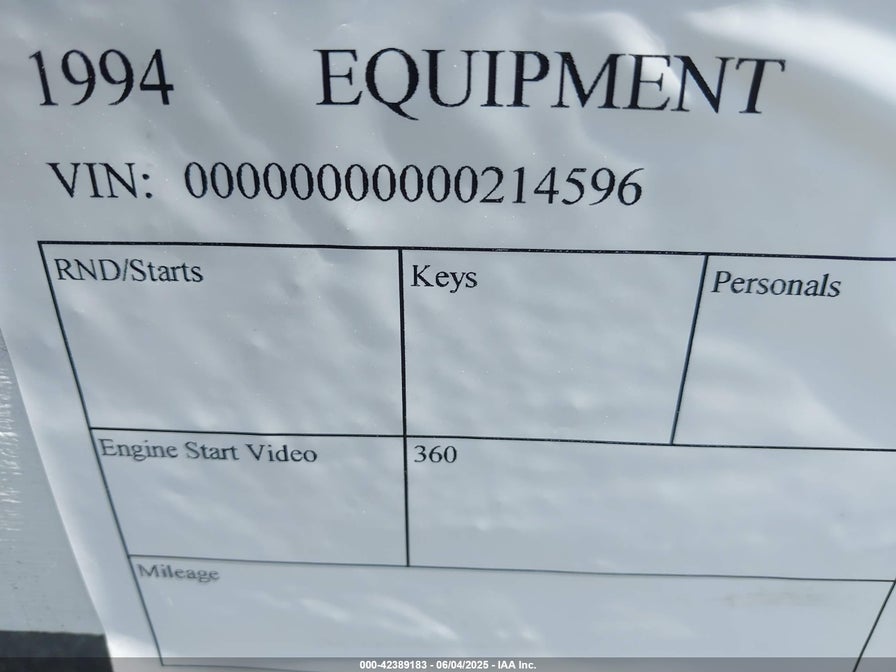 1994 EQUIPMENT
VIN: 00000000000214596
RND/Starts Keys Personals
Engine Start Video 360
Mileage
000-42389183 - 06/04/2025 - IAA Inc.